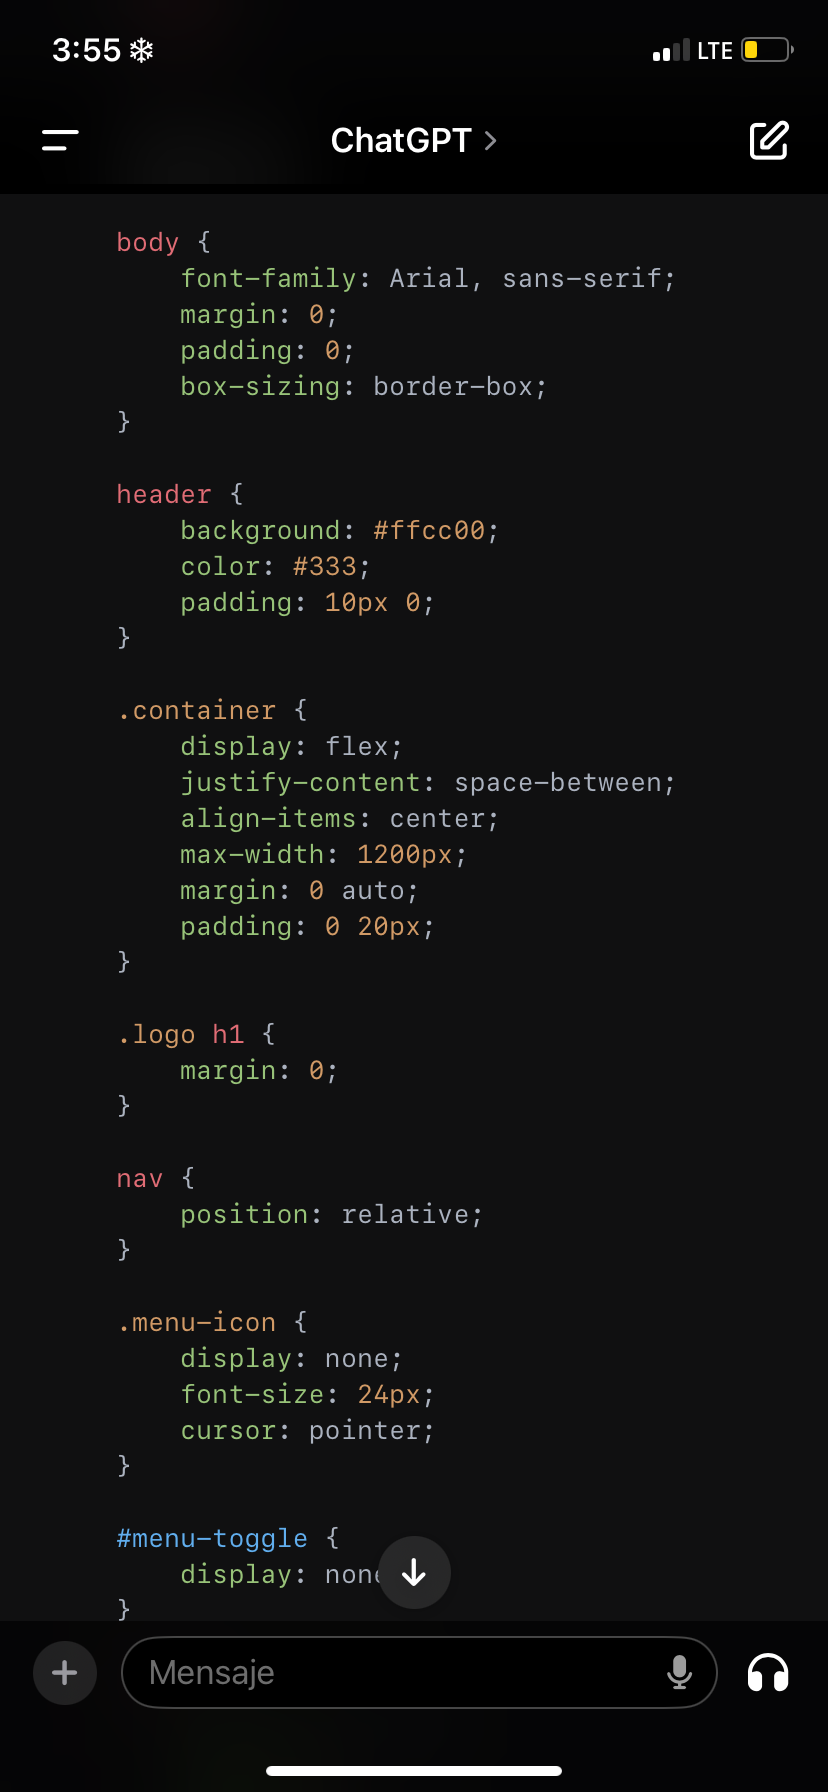 3:55
LTE
ChatGPT
body {
    font-family: Arial, sans-serif;
    margin: 0;
    padding: 0;
    box-sizing: border-box;
}

header {
    background: #ffcc00;
    color: #333;
    padding: 10px 0;
}

.container {
    display: flex;
    justify-content: space-between;
    align-items: center;
    max-width: 1200px;
    margin: 0 auto;
    padding: 0 20px;
}

.logo h1 {
    margin: 0;
}

nav {
    position: relative;
}

.menu-icon {
    display: none;
    font-size: 24px;
    cursor: pointer;
}

#menu-toggle {
    display: none
}
Mensaje